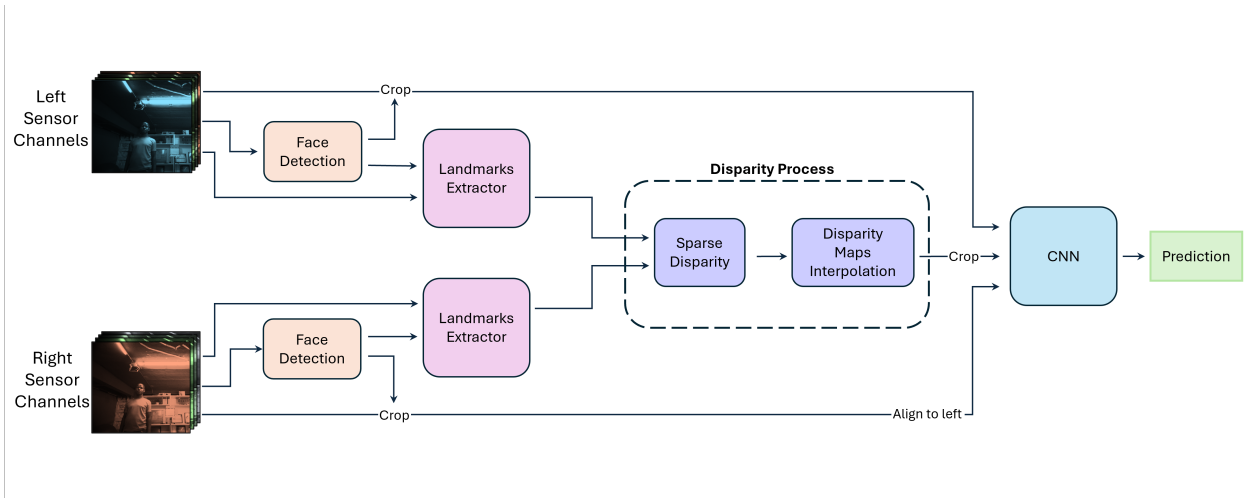 Left
Sensor
Channels
Crop
Face
Detection
Landmarks
Extractor
Disparity Process
Sparse
Disparity
Disparity
Maps
Interpolation
Crop
CNN
Prediction
Landmarks
Extractor
Right
Sensor
Channels
Face
Detection
Crop
Align to left